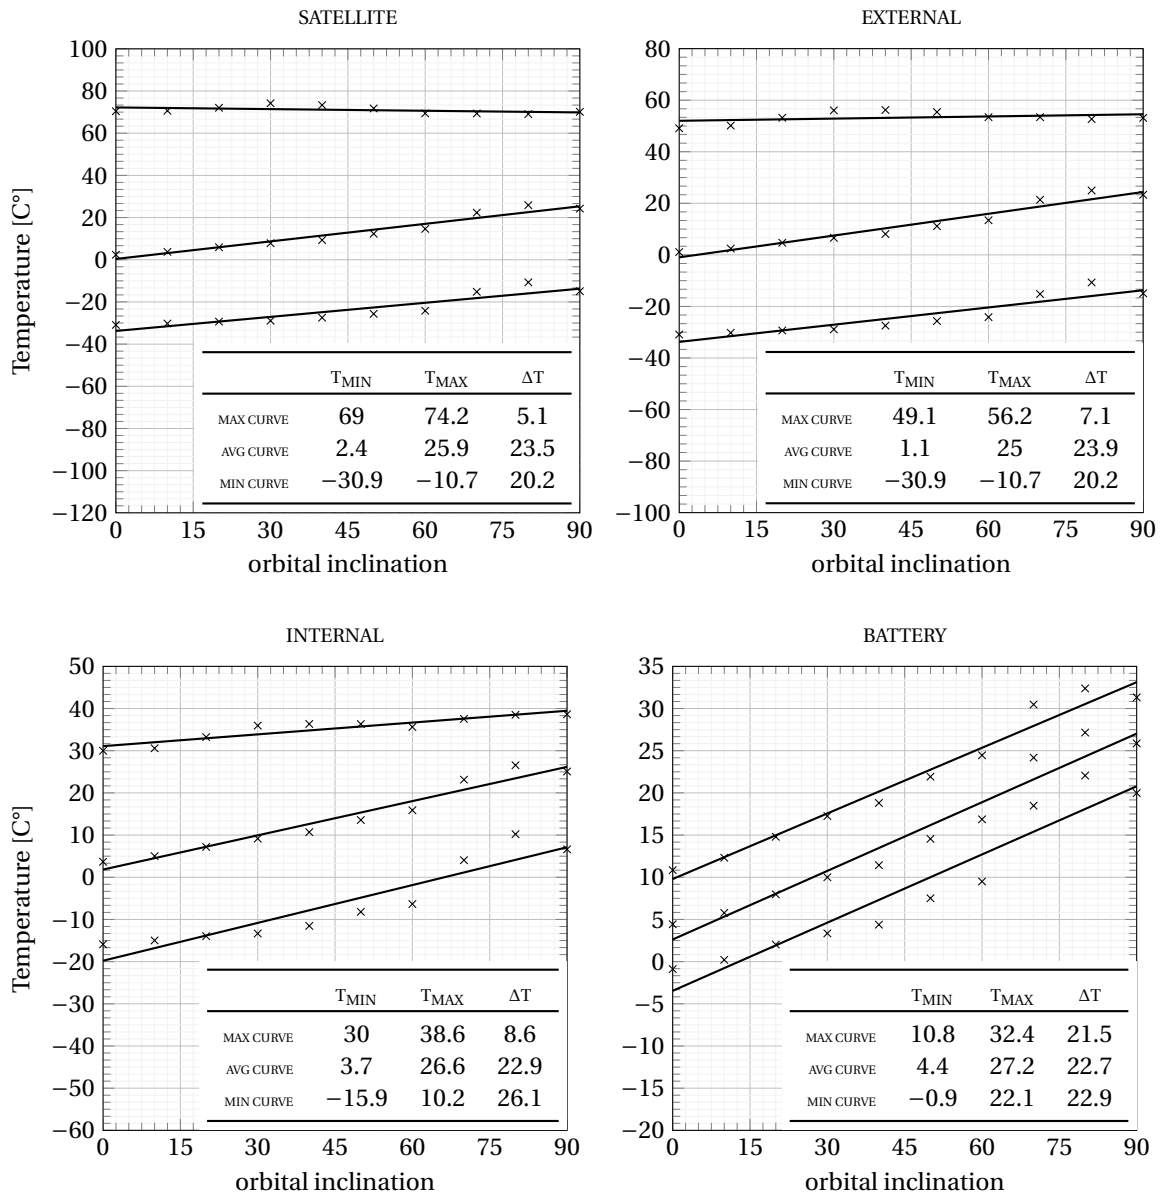 SATELLITE
100
80
60
40
20
0
−20
−40
−60
−80
−100
−120
Temperature [C°]
TMIN TMAX ΔT
MAX CURVE 69 74.2 5.1
AVG CURVE 2.4 25.9 23.5
MIN CURVE −30.9 −10.7 20.2
0 15 30 45 60 75 90
orbital inclination
EXTERNAL
80
60
40
20
0
−20
−40
−60
−80
−100
TMIN TMAX ΔT
MAX CURVE 49.1 56.2 7.1
AVG CURVE 1.1 25 23.9
MIN CURVE −30.9 −10.7 20.2
0 15 30 45 60 75 90
orbital inclination
INTERNAL
50
40
30
20
10
0
−10
−20
−30
−40
−50
−60
Temperature [C°]
TMIN TMAX ΔT
MAX CURVE 30 38.6 8.6
AVG CURVE 3.7 26.6 22.9
MIN CURVE −15.9 10.2 26.1
0 15 30 45 60 75 90
orbital inclination
BATTERY
35
30
25
20
15
10
5
0
−5
−10
−15
−20
TMIN TMAX ΔT
MAX CURVE 10.8 32.4 21.5
AVG CURVE 4.4 27.2 22.7
MIN CURVE −0.9 22.1 22.9
0 15 30 45 60 75 90
orbital inclination